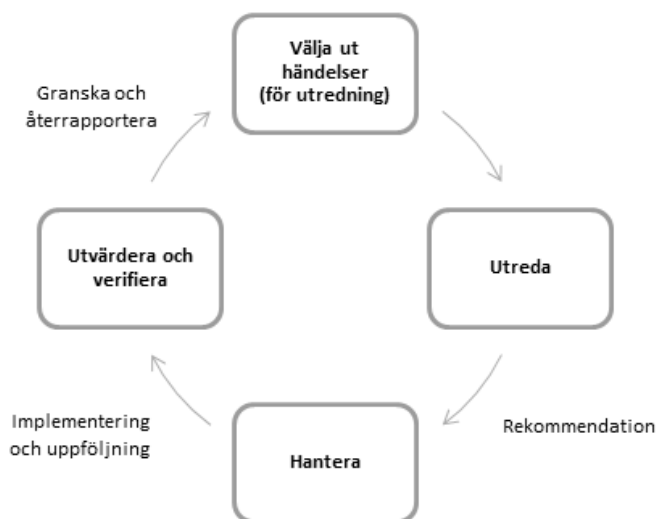 Välja ut
händelser
(för utredning)
Granska och
återrapportera
Utvärdera och
verifiera
Utreda
Implementering
och uppföljning
Rekommendation
Hantera